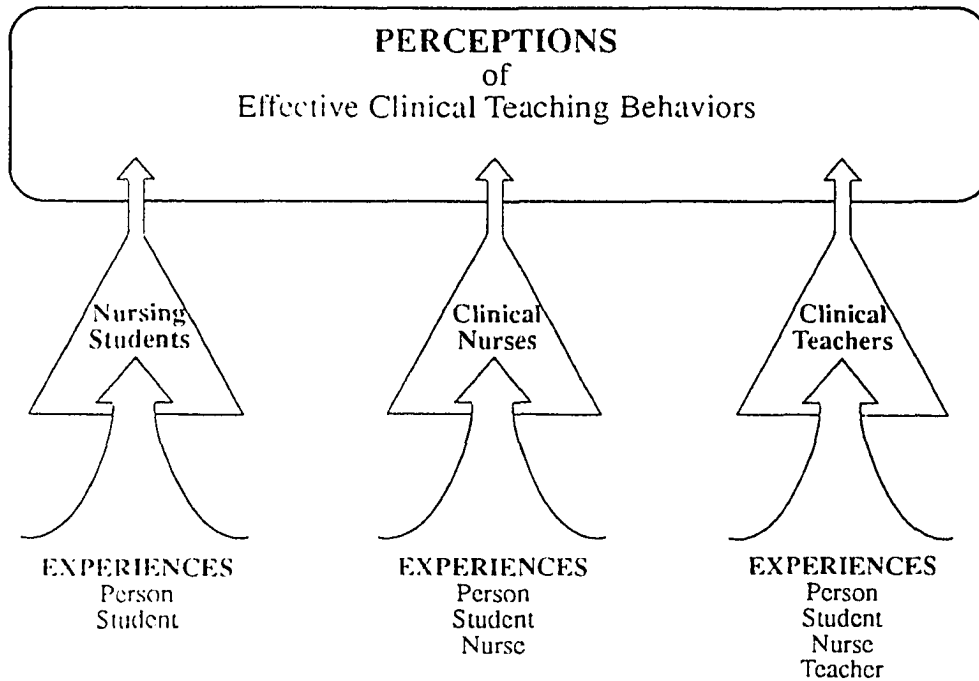 PERCEPTIONS
of
Effective Clinical Teaching Behaviors
Nursing
Students
Clinical
Nurses
Clinical
Teachers
EXPERIENCES
Person
Student
EXPERIENCES
Person
Student
Nurse
EXPERIENCES
Person
Student
Nurse
Teacher